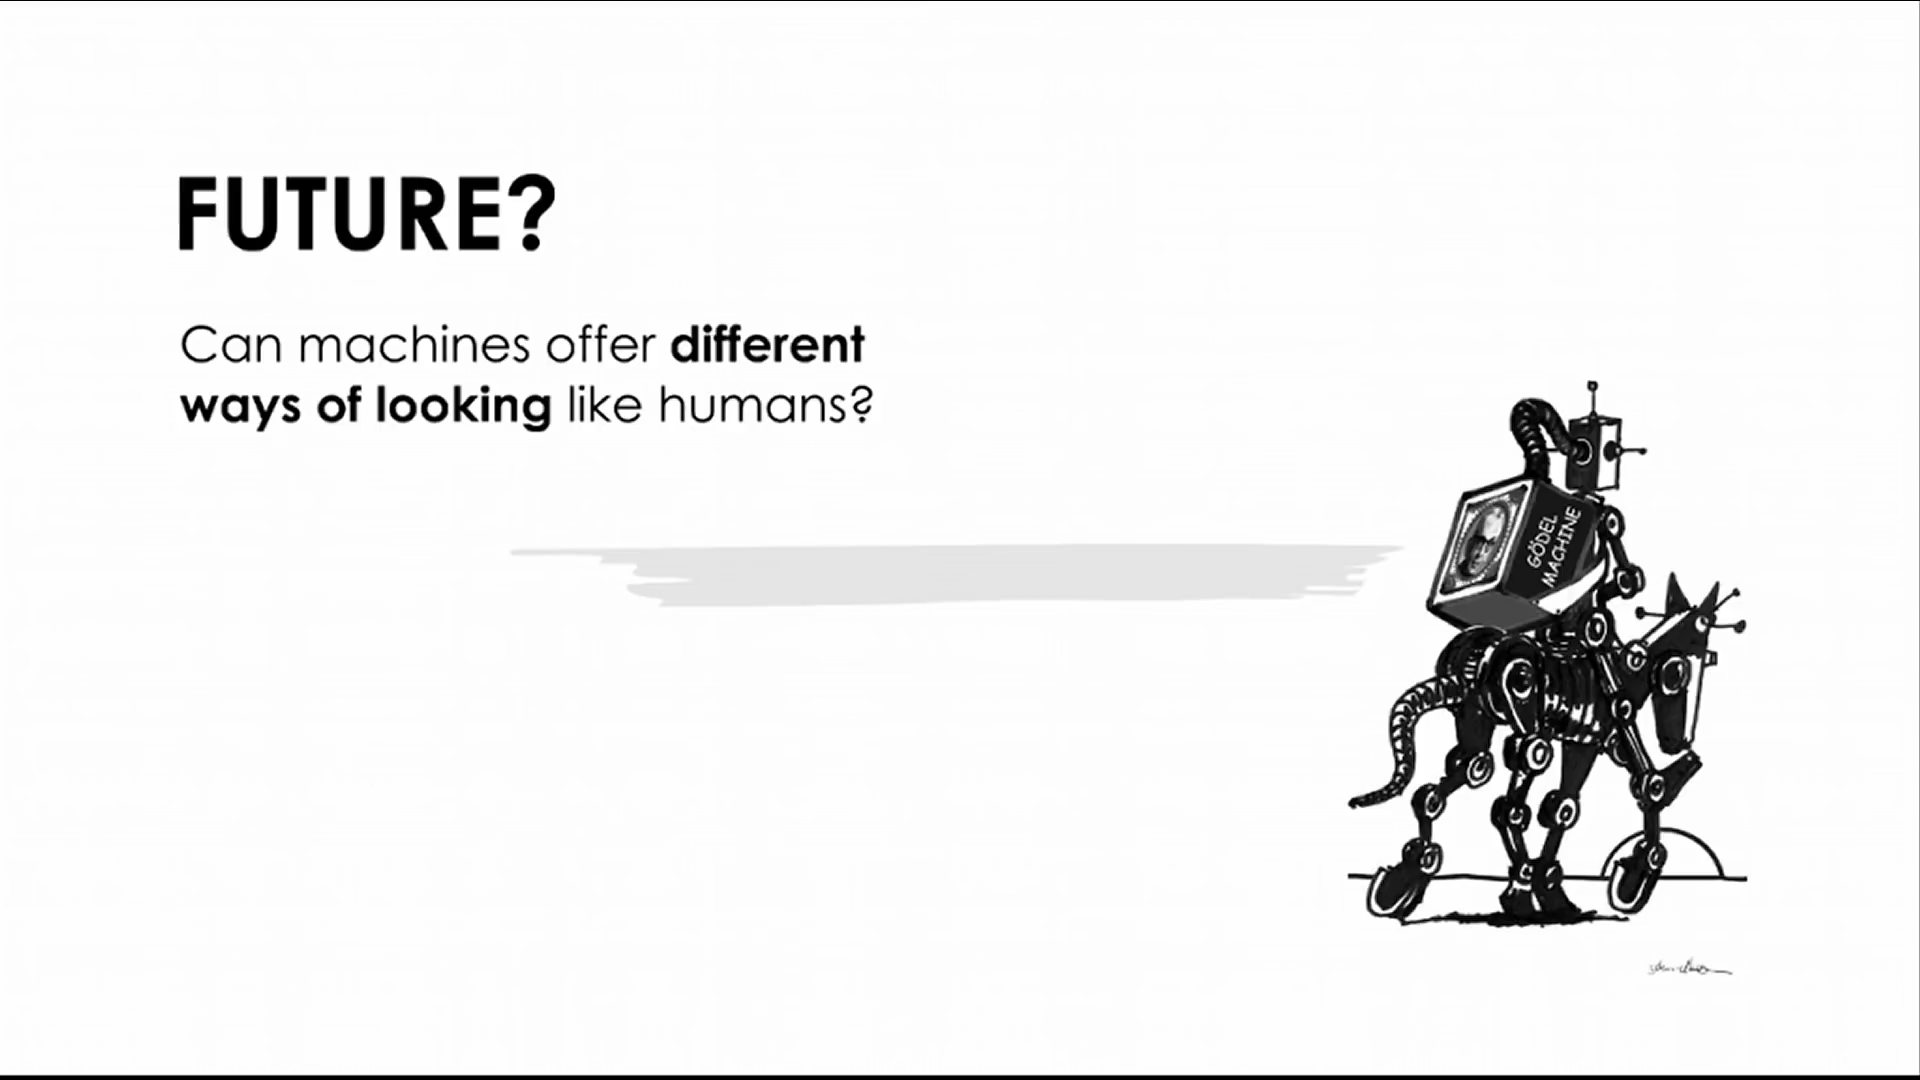 FUTURE?
Can machines offer different
ways of looking like humans?
GÖDEL
MACHINE